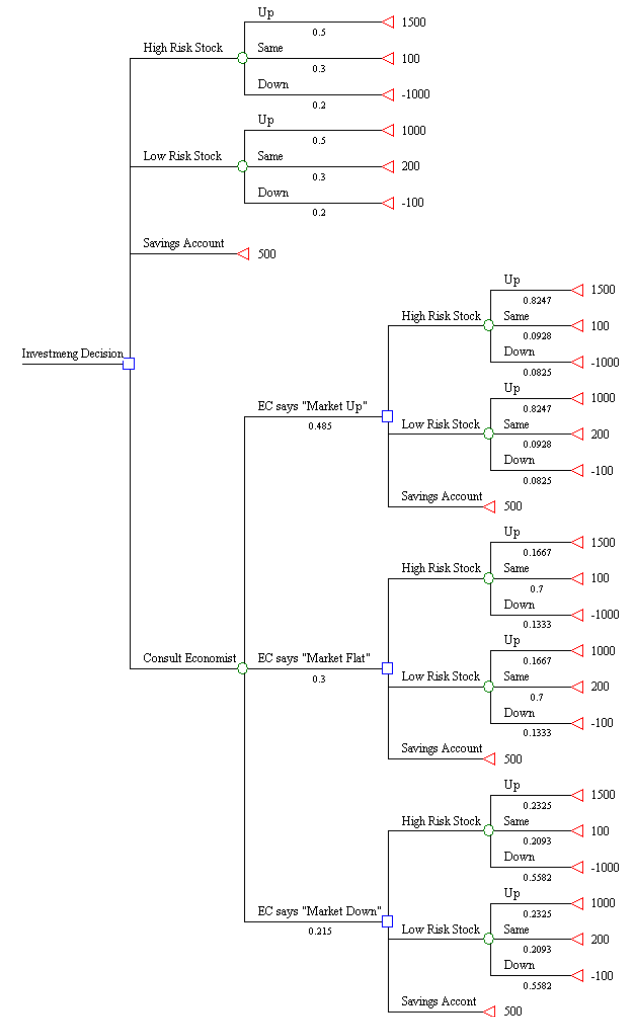 Up
0.5
1500
High Risk Stock
Same
0.3
100
Down
0.2
-1000
Up
0.5
1000
Low Risk Stock
Same
0.3
200
Down
0.2
-100
Savings Account
500
Investmeng Decision
Up
0.8247
1500
High Risk Stock
Same
0.0928
100
Down
0.0825
-1000
EC says "Market Up"
0.485
Up
0.8247
1000
Low Risk Stock
Same
0.0928
200
Down
0.0825
-100
Savings Account
500
Up
0.1667
1500
High Risk Stock
Same
0.7
100
Down
0.1333
-1000
Consult Economist
EC says "Market Flat"
0.3
Up
0.1667
1000
Low Risk Stock
Same
0.7
200
Down
0.1333
-100
Savings Account
500
Up
0.2325
1500
High Risk Stock
Same
0.2093
100
Down
0.5582
-1000
EC says "Market Down"
0.215
Up
0.2325
1000
Low Risk Stock
Same
0.2093
200
Down
0.5582
-100
Savings Accont
500